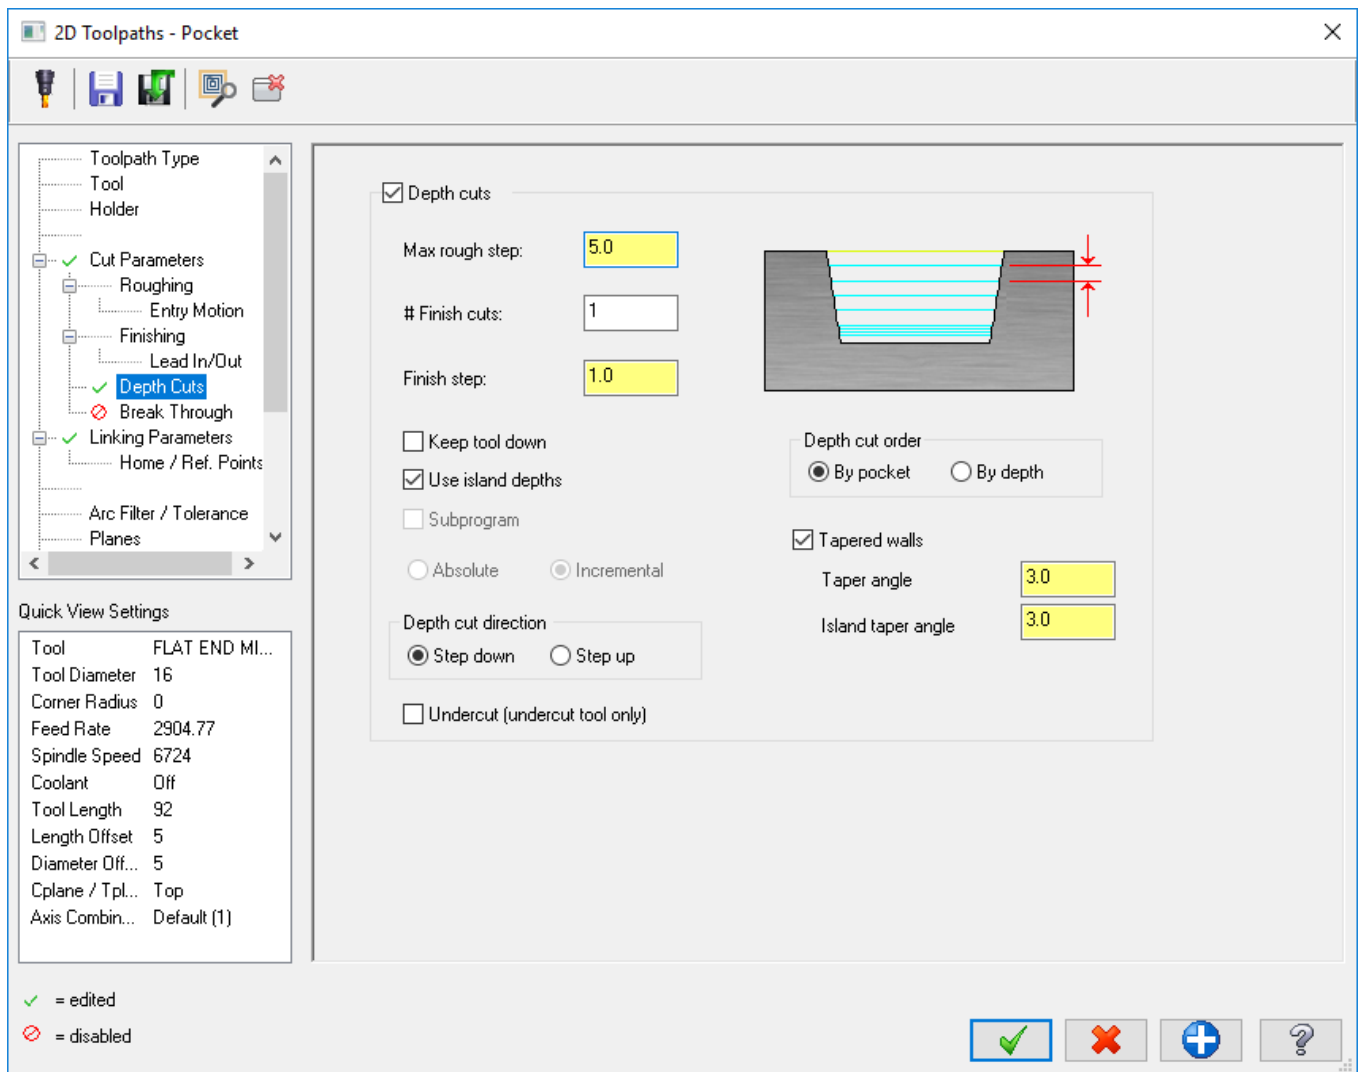 2D Toolpaths - Pocket
Toolpath Type
Tool
Holder
Cut Parameters
Roughing
Entry Motion
Finishing
Lead In/Out
Depth Cuts
Break Through
Linking Parameters
Home / Ref. Points
Arc Filter / Tolerance
Planes
Quick View Settings
Tool FLAT END MI...
Tool Diameter 16
Corner Radius 0
Feed Rate 2904.77
Spindle Speed 6724
Coolant Off
Tool Length 92
Length Offset 5
Diameter Off... 5
Cplane / Tpl... Top
Axis Combin... Default (1)
= edited
= disabled
Depth cuts
Max rough step: 5.0
# Finish cuts: 1
Finish step: 1.0
Keep tool down
Use island depths
Subprogram
Absolute Incremental
Depth cut direction
Step down Step up
Undercut (undercut tool only)
Depth cut order
By pocket By depth
Tapered walls
Taper angle 3.0
Island taper angle 3.0